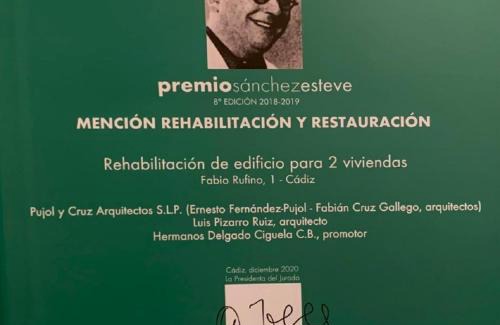 premiosánchezesteve
8ª EDICIÓN 2018-2019
MENCIÓN REHABILITACIÓN Y RESTAURACIÓN
Rehabilitación de edificio para 2 viviendas
Fabio Rufino, 1 - Cádiz
Pujol y Cruz Arquitectos S.L.P. (Ernesto Fernández-Pujol - Fabián Cruz Gallego, arquitectos)
Luis Pizarro Ruiz, arquitecto
Hermanos Delgado Ciguela C.B., promotor
Cádiz, diciembre 2020
La Presidenta del Jurado